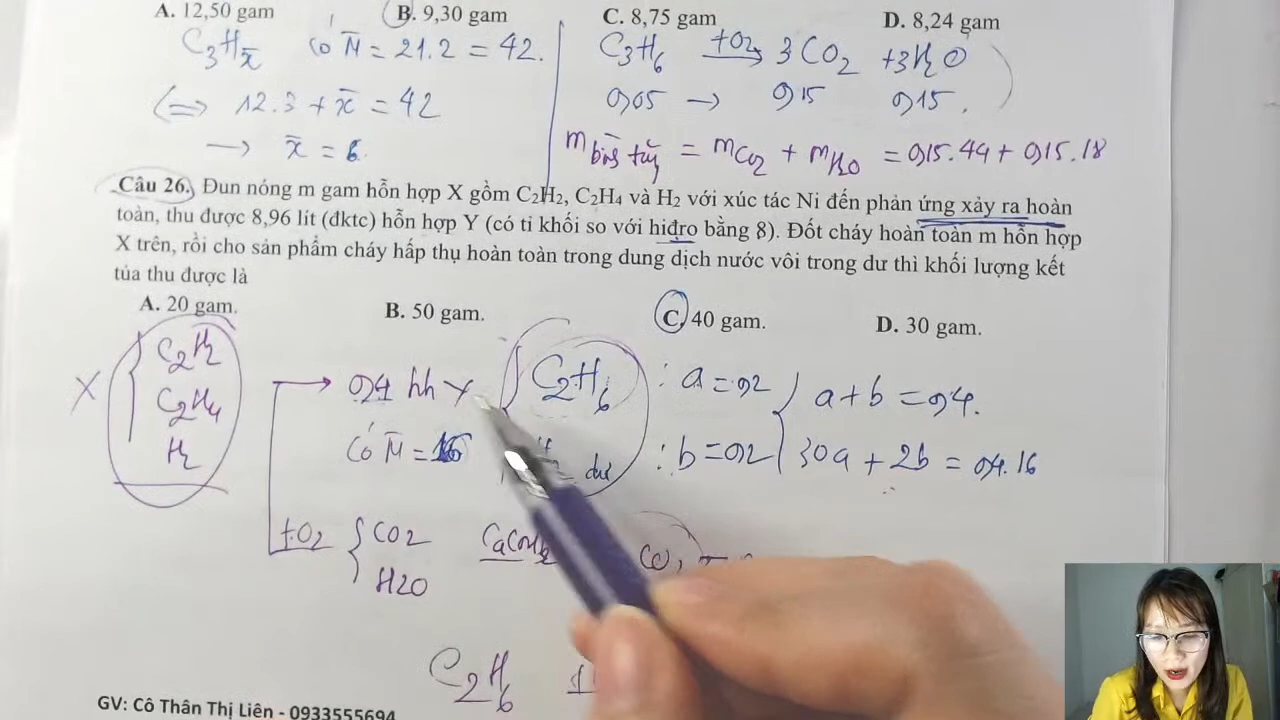 A. 12,50 gam B. 9,30 gam C. 8,75 gam D. 8,24 gam
C₃Hx̄ có M̄ = 21.2 = 42.
⟺ 12.3 + x̄ = 42
→ x̄ = 6
C₃H₆ +O₂→ 3CO₂ + 3H₂O
0,05 → 0,15 0,15.
m bình tăng = mCO₂ + mH₂O = 0,15.44 + 0,15.18
Câu 26. Đun nóng m gam hỗn hợp X gồm C₂H₂, C₂H₄ và H₂ với xúc tác Ni đến phản ứng xảy ra hoàn
toàn, thu được 8,96 lít (đktc) hỗn hợp Y (có tỉ khối so với hiđro bằng 8). Đốt cháy hoàn toàn m hỗn hợp
X trên, rồi cho sản phẩm cháy hấp thụ hoàn toàn trong dung dịch nước vôi trong dư thì khối lượng kết
tủa thu được là
A. 20 gam. B. 50 gam. C. 40 gam. D. 30 gam.
X { C₂H₂
C₂H₄
H₂
→ 0,4 hh Y { C₂H₆ : a = 0,2 } a + b = 0,4.
có M̄ = 16 dư : b = 0,2 30a + 2b = 0,4.16
+O₂ { CO₂
H₂O
C₂H₆
GV: Cô Thân Thị Liên - 0933555694